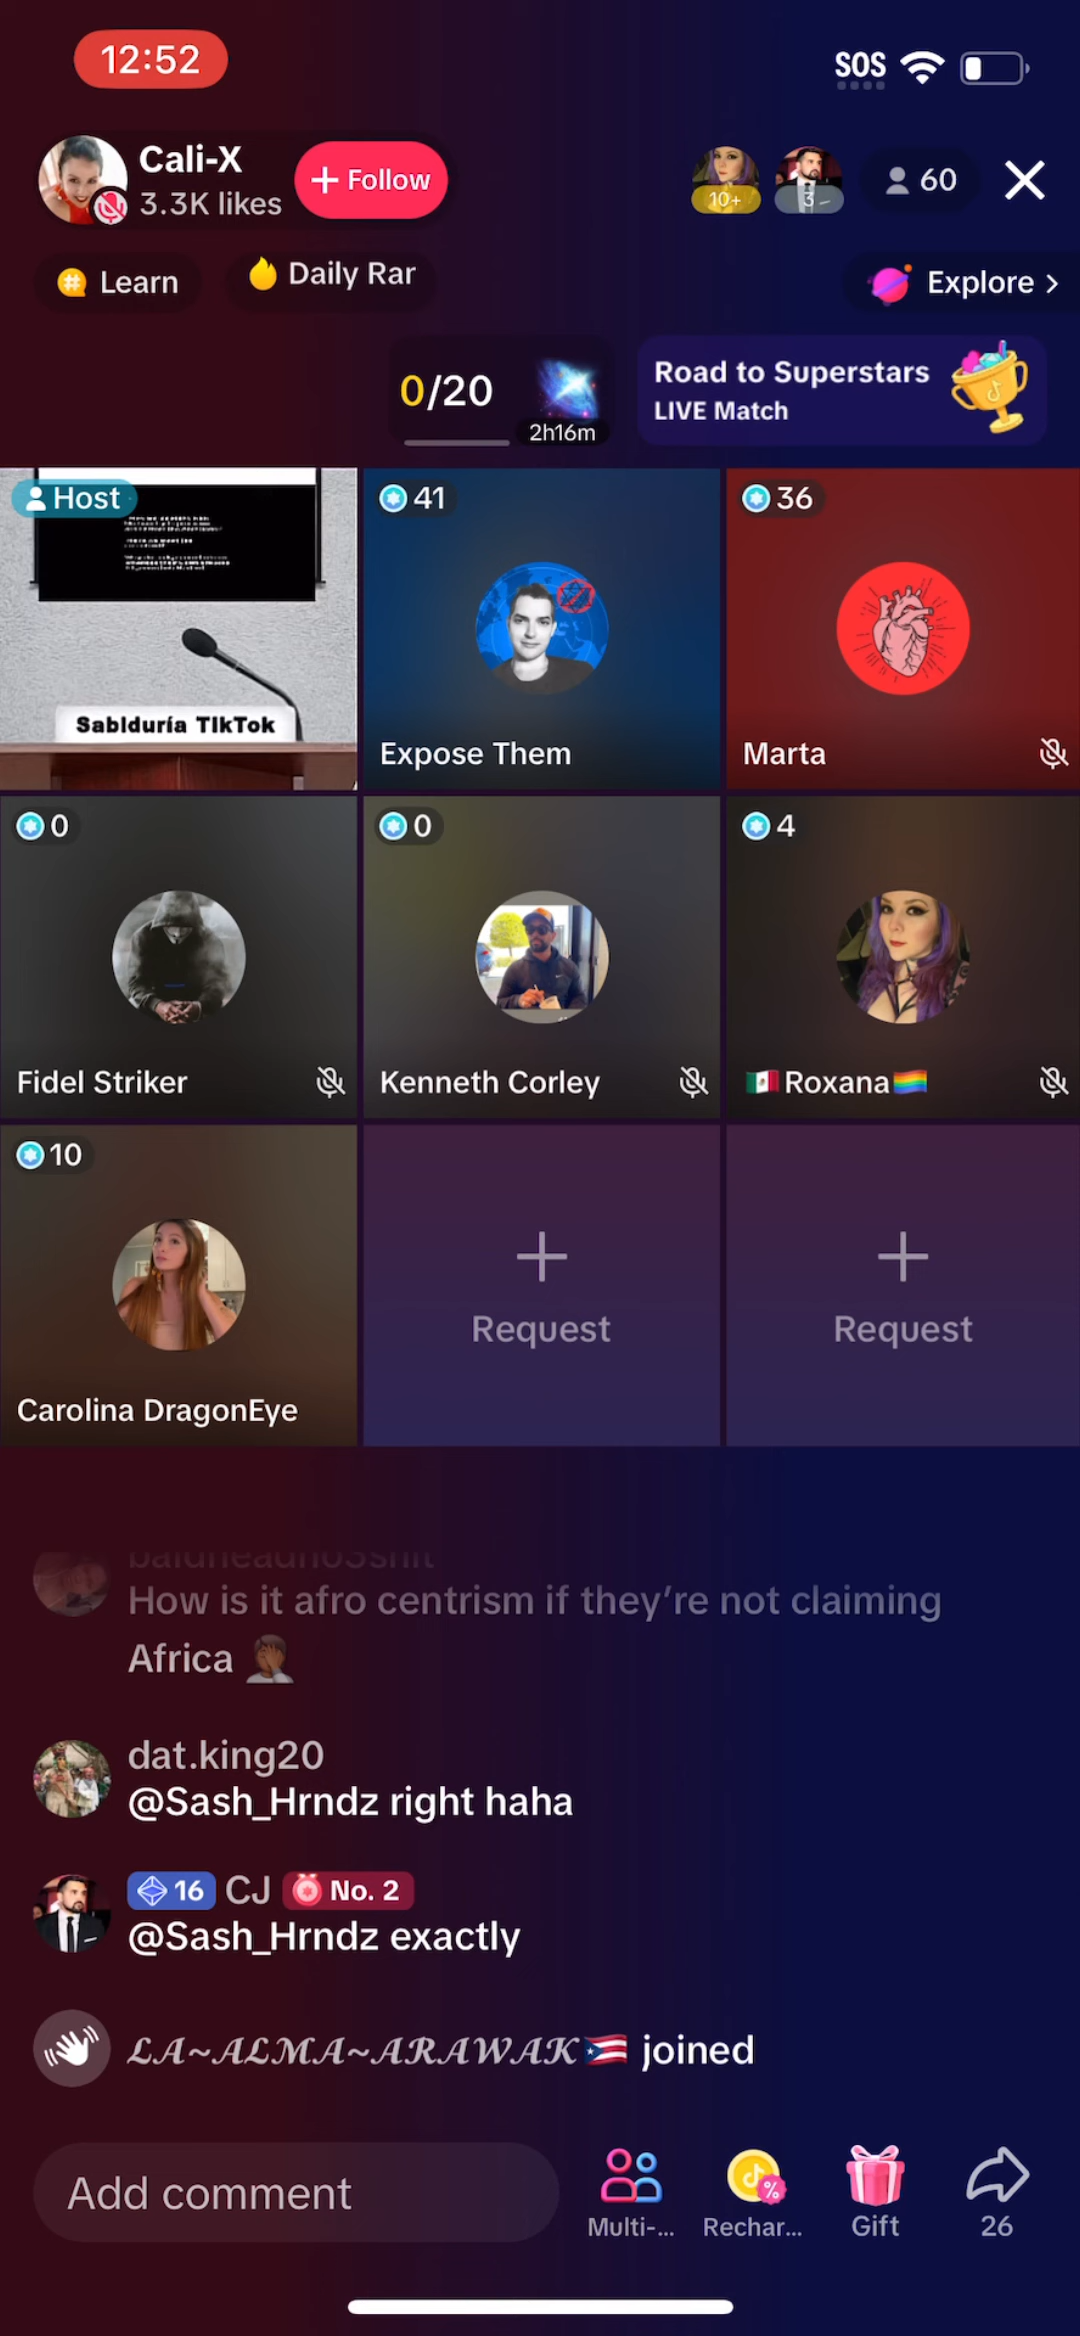 12:52
SOS
Cali-X
3.3K likes
+ Follow
10+
3
60
Learn
Daily Rar
Explore >
0/20
2h16m
Road to Superstars
LIVE Match
Host
Sabiduría TikTok
41
Expose Them
36
Marta
0
Fidel Striker
0
Kenneth Corley
4
🇲🇽Roxana🏳️‍🌈
10
Carolina DragonEye
Request
Request
How is it afro centrism if they're not claiming
Africa 🤦🏾
dat.king20
@Sash_Hrndz right haha
16 CJ No. 2
@Sash_Hrndz exactly
𝓛𝓐~𝓐𝓛𝓜𝓐~𝓐𝓡𝓐𝓦𝓐𝓚🇵🇷 joined
Add comment
Multi-...
Rechar...
Gift
26